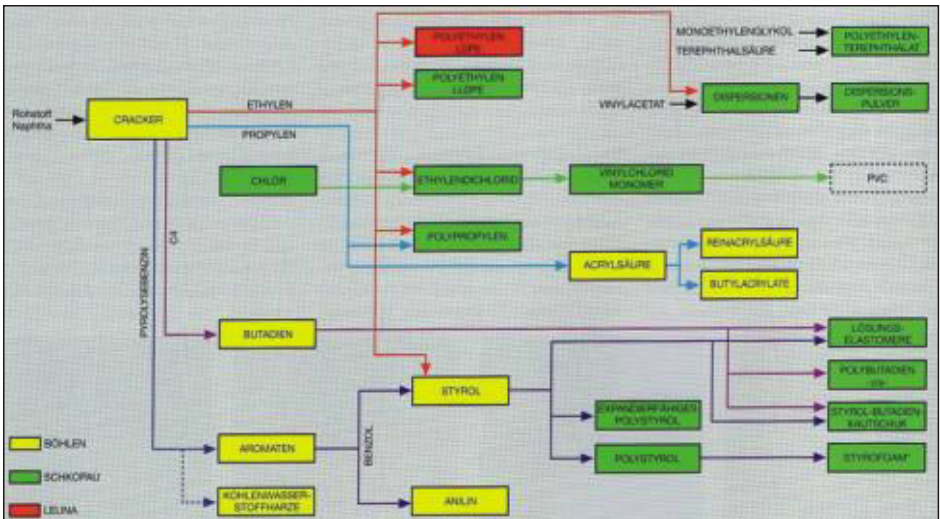 MONOETHYLENGLYKOL
TEREPHTHALSÄURE
POLYETHYLEN-
TEREPHTHALAT
POLYETHYLEN
LDPE
POLYETHYLEN
LLDPE
VINYLACETAT
DISPERSIONEN
DISPERSIONS-
PULVER
Rohstoff
Naphtha
CRACKER
ETHYLEN
PROPYLEN
CHLOR
ETHYLENDICHLORID
VINYLCHLORID
MONOMER
PVC
POLYPROPYLEN
ACRYLSÄURE
REINACRYLSÄURE
BUTYLACRYLATE
PYROLYSEBENZIN
C4
BUTADIEN
LÖSUNGS-
ELASTOMERE
POLYBUTADIEN
STYROL
EXPANDIERFÄHIGES
POLYSTYROL
STYROL-BUTADIEN-
KAUTSCHUK
AROMATEN
BENZOL
POLYSTYROL
STYROFOAM*
KOHLENWASSER-
STOFFHARZE
ANILIN
BÖHLEN
SCHKOPAU
LEUNA